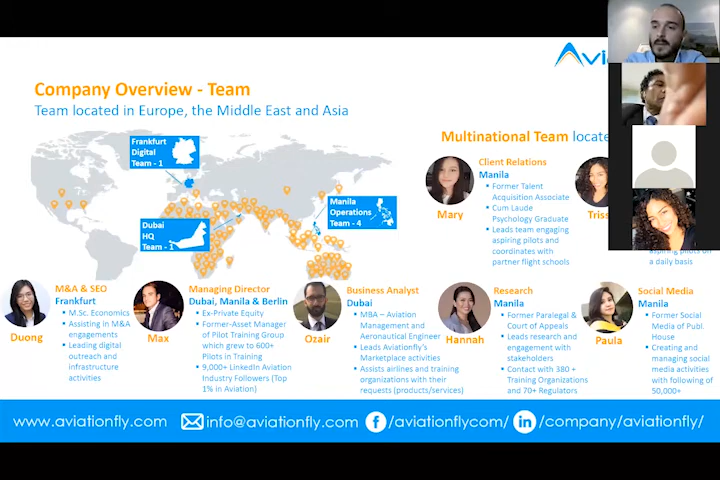 Avi
Company Overview - Team
Team located in Europe, the Middle East and Asia
Frankfurt
Digital
Team - 1
Dubai
HQ
Team - 1
Manila
Operations
Team - 4
Multinational Team locate
Mary
Client Relations
Manila
▪ Former Talent
Acquisition Associate
▪ Cum Laude
Psychology Graduate
▪ Leads team engaging
aspiring pilots and
coordinates with
partner flight schools
Triss
aspiring pilots on
a daily basis
Duong
M&A & SEO
Frankfurt
▪ M.Sc. Economics
▪ Assisting in M&A
engagements
▪ Leading digital
outreach and
infrastructure
activities
Max
Managing Director
Dubai, Manila & Berlin
▪ Ex-Private Equity
▪ Former-Asset Manager
of Pilot Training Group
which grew to 600+
Pilots in Training
▪ 9,000+ LinkedIn Aviation
Industry Followers (Top
1% in Aviation)
Ozair
Business Analyst
Dubai
▪ MBA – Aviation
Management and
Aeronautical Engineer
▪ Leads Aviationfly's
Marketplace activities
▪ Assists airlines and training
organizations with their
requests (products/services)
Hannah
Research
Manila
▪ Former Paralegal &
Court of Appeals
▪ Leads research and
engagement with
stakeholders
▪ Contact with 380 +
Training Organizations
and 70+ Regulators
Paula
Social Media
Manila
▪ Former Social
Media of Publ.
House
▪ Creating and
managing social
media activities
with following of
50,000+
www.aviationfly.com
info@aviationfly.com
f
/aviationflycom/
in
/company/aviationfly/